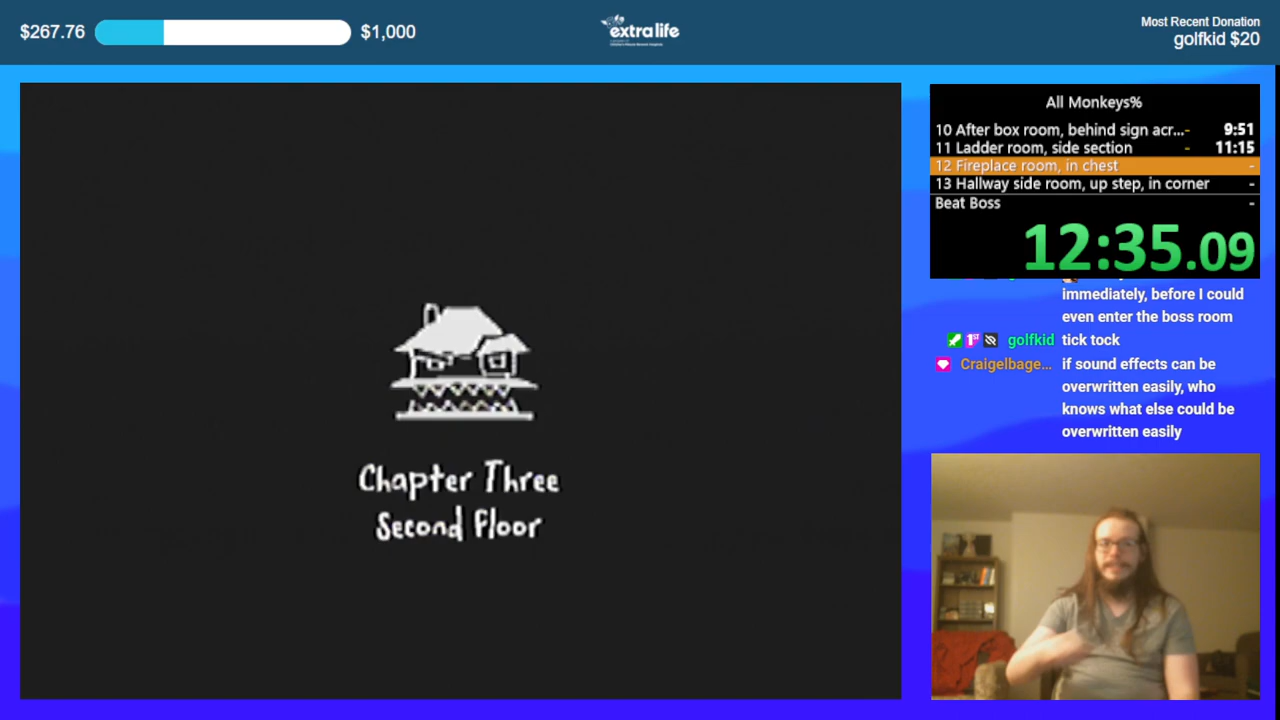 $267.76
$1,000
extralife
Most Recent Donation
golfkid $20
All Monkeys%
10 After box room, behind sign acr...- 9:51
11 Ladder room, side section - 11:15
12 Fireplace room, in chest -
13 Hallway side room, up step, in corner -
Beat Boss -
12:35.09
immediately, before I could
even enter the boss room
golfkid tick tock
Craigelbage... if sound effects can be
overwritten easily, who
knows what else could be
overwritten easily
Chapter Three
Second Floor